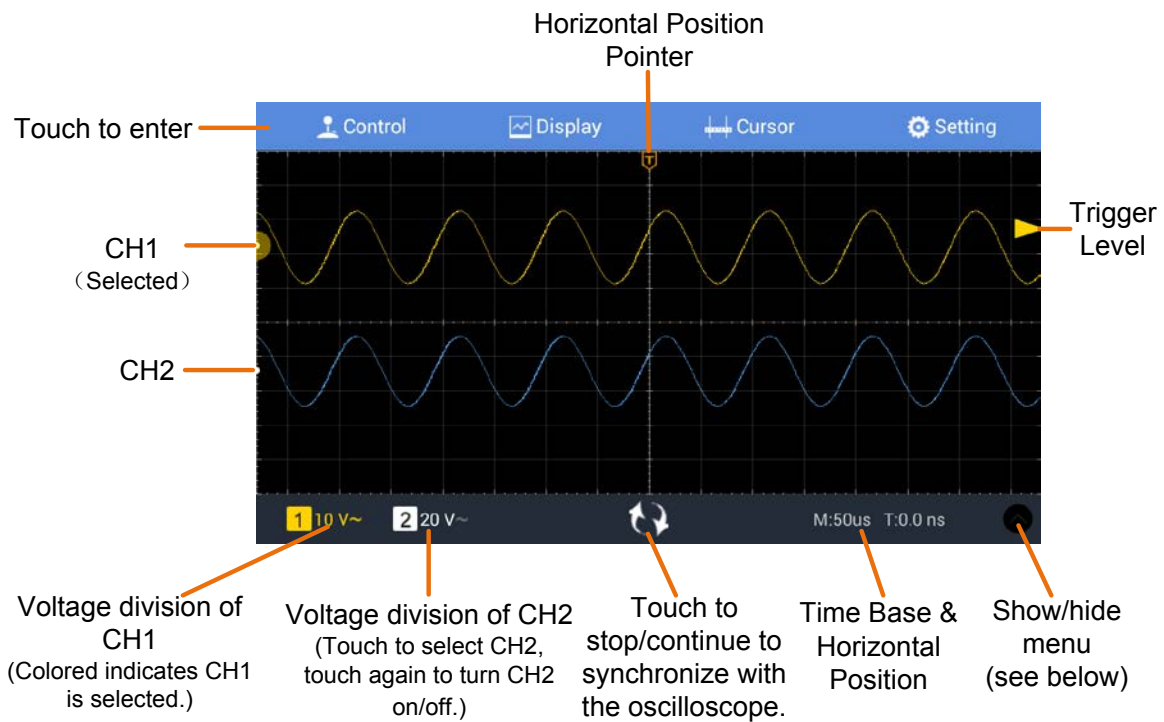 Horizontal Position
Pointer
Touch to enter
Control
Display
Cursor
Setting
T
Trigger
Level
CH1
（Selected）
CH2
1 10 V~
2 20 V~
M:50us T:0.0 ns
Voltage division of
CH1
(Colored indicates CH1
is selected.)
Voltage division of CH2
(Touch to select CH2,
touch again to turn CH2
on/off.)
Touch to
stop/continue to
synchronize with
the oscilloscope.
Time Base &
Horizontal
Position
Show/hide
menu
(see below)